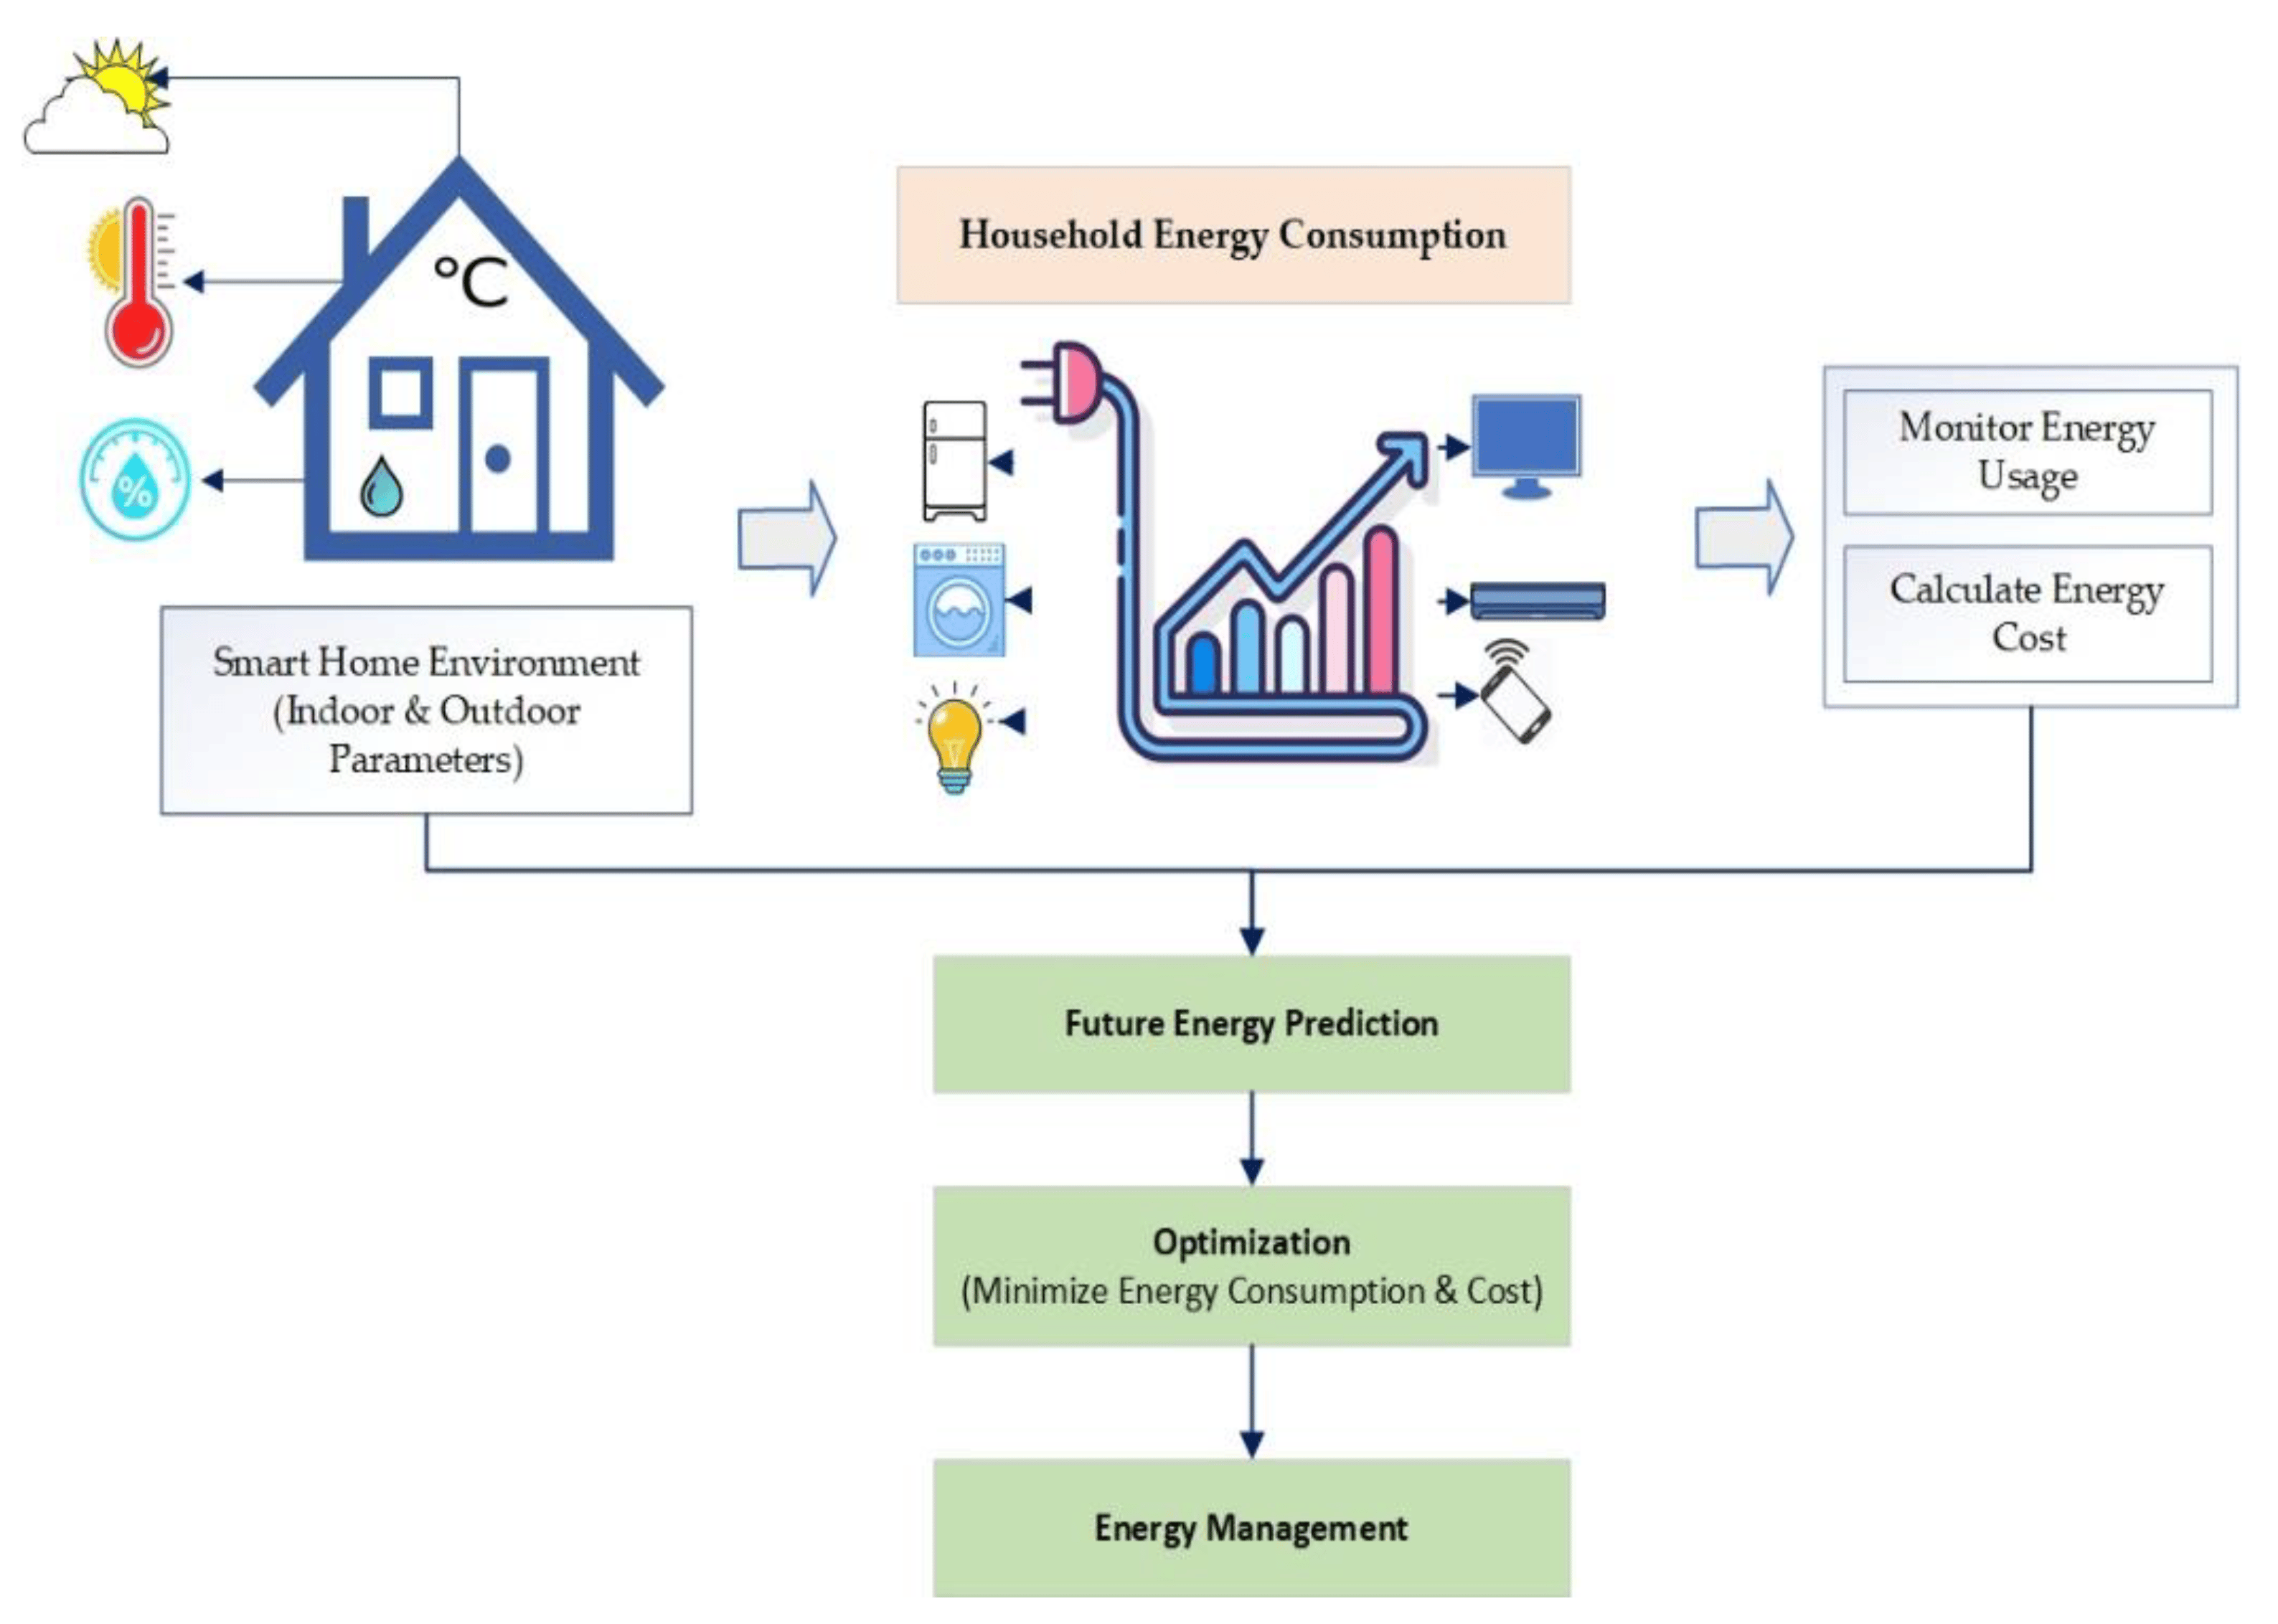 °C
%
Smart Home Environment
(Indoor & Outdoor
Parameters)
Household Energy Consumption
Monitor Energy
Usage
Calculate Energy
Cost
Future Energy Prediction
Optimization
(Minimize Energy Consumption & Cost)
Energy Management